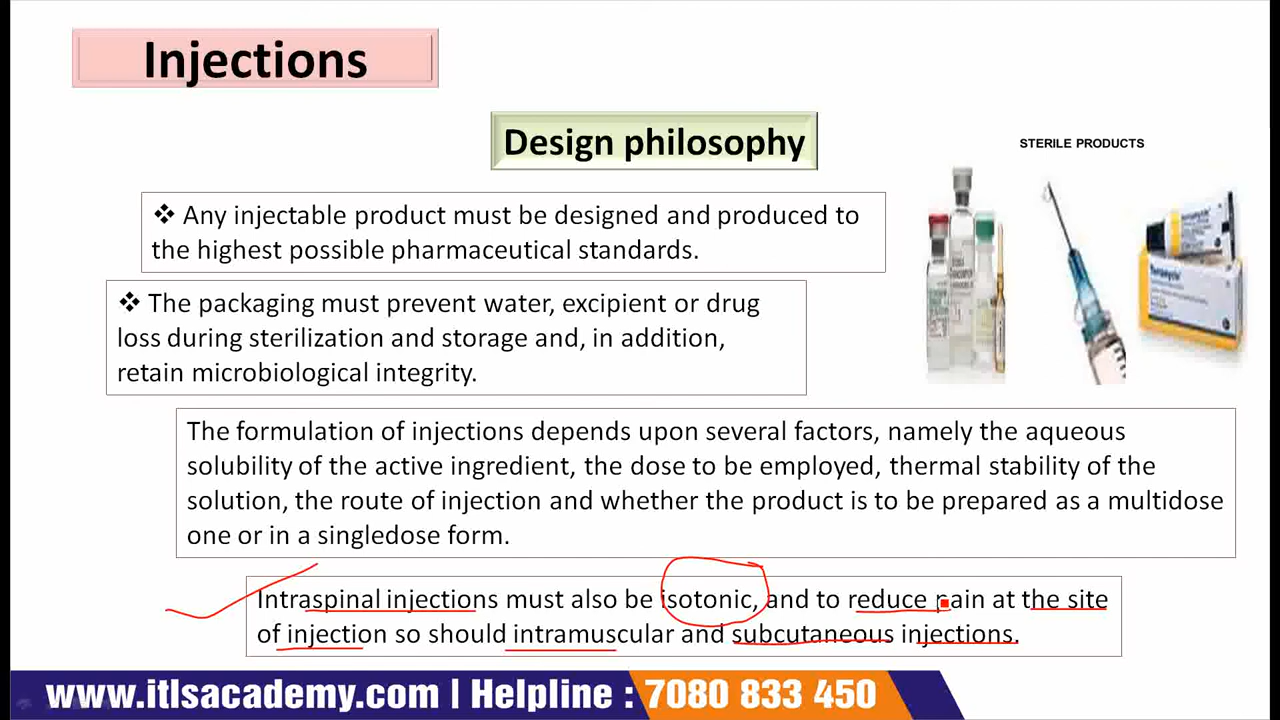 Injections
Design philosophy
STERILE PRODUCTS
❖ Any injectable product must be designed and produced to
the highest possible pharmaceutical standards.
❖ The packaging must prevent water, excipient or drug
loss during sterilization and storage and, in addition,
retain microbiological integrity.
The formulation of injections depends upon several factors, namely the aqueous
solubility of the active ingredient, the dose to be employed, thermal stability of the
solution, the route of injection and whether the product is to be prepared as a multidose
one or in a singledose form.
Intraspinal injections must also be isotonic, and to reduce pain at the site
of injection so should intramuscular and subcutaneous injections.
www.itlsacademy.com | Helpline : 7080 833 450